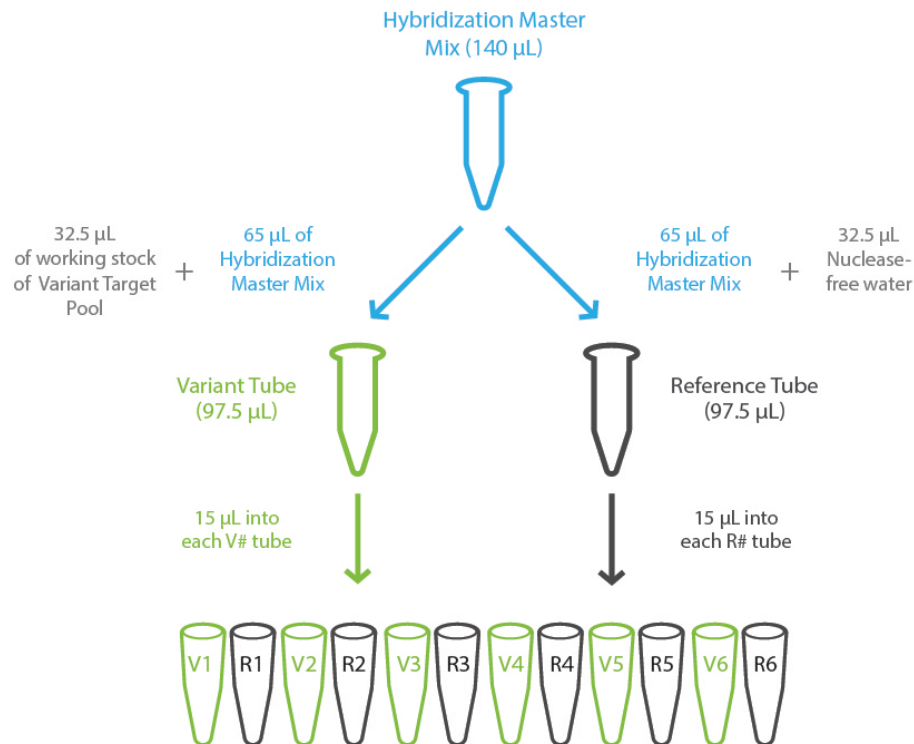 Hybridization Master
Mix (140 µL)
32.5 µL
of working stock
of Variant Target
Pool
+
65 µL of
Hybridization
Master Mix
65 µL of
Hybridization
Master Mix
+
32.5 µL
Nuclease-
free water
Variant Tube
(97.5 µL)
Reference Tube
(97.5 µL)
15 µL into
each V# tube
15 µL into
each R# tube
V1 R1 V2 R2 V3 R3 V4 R4 V5 R5 V6 R6